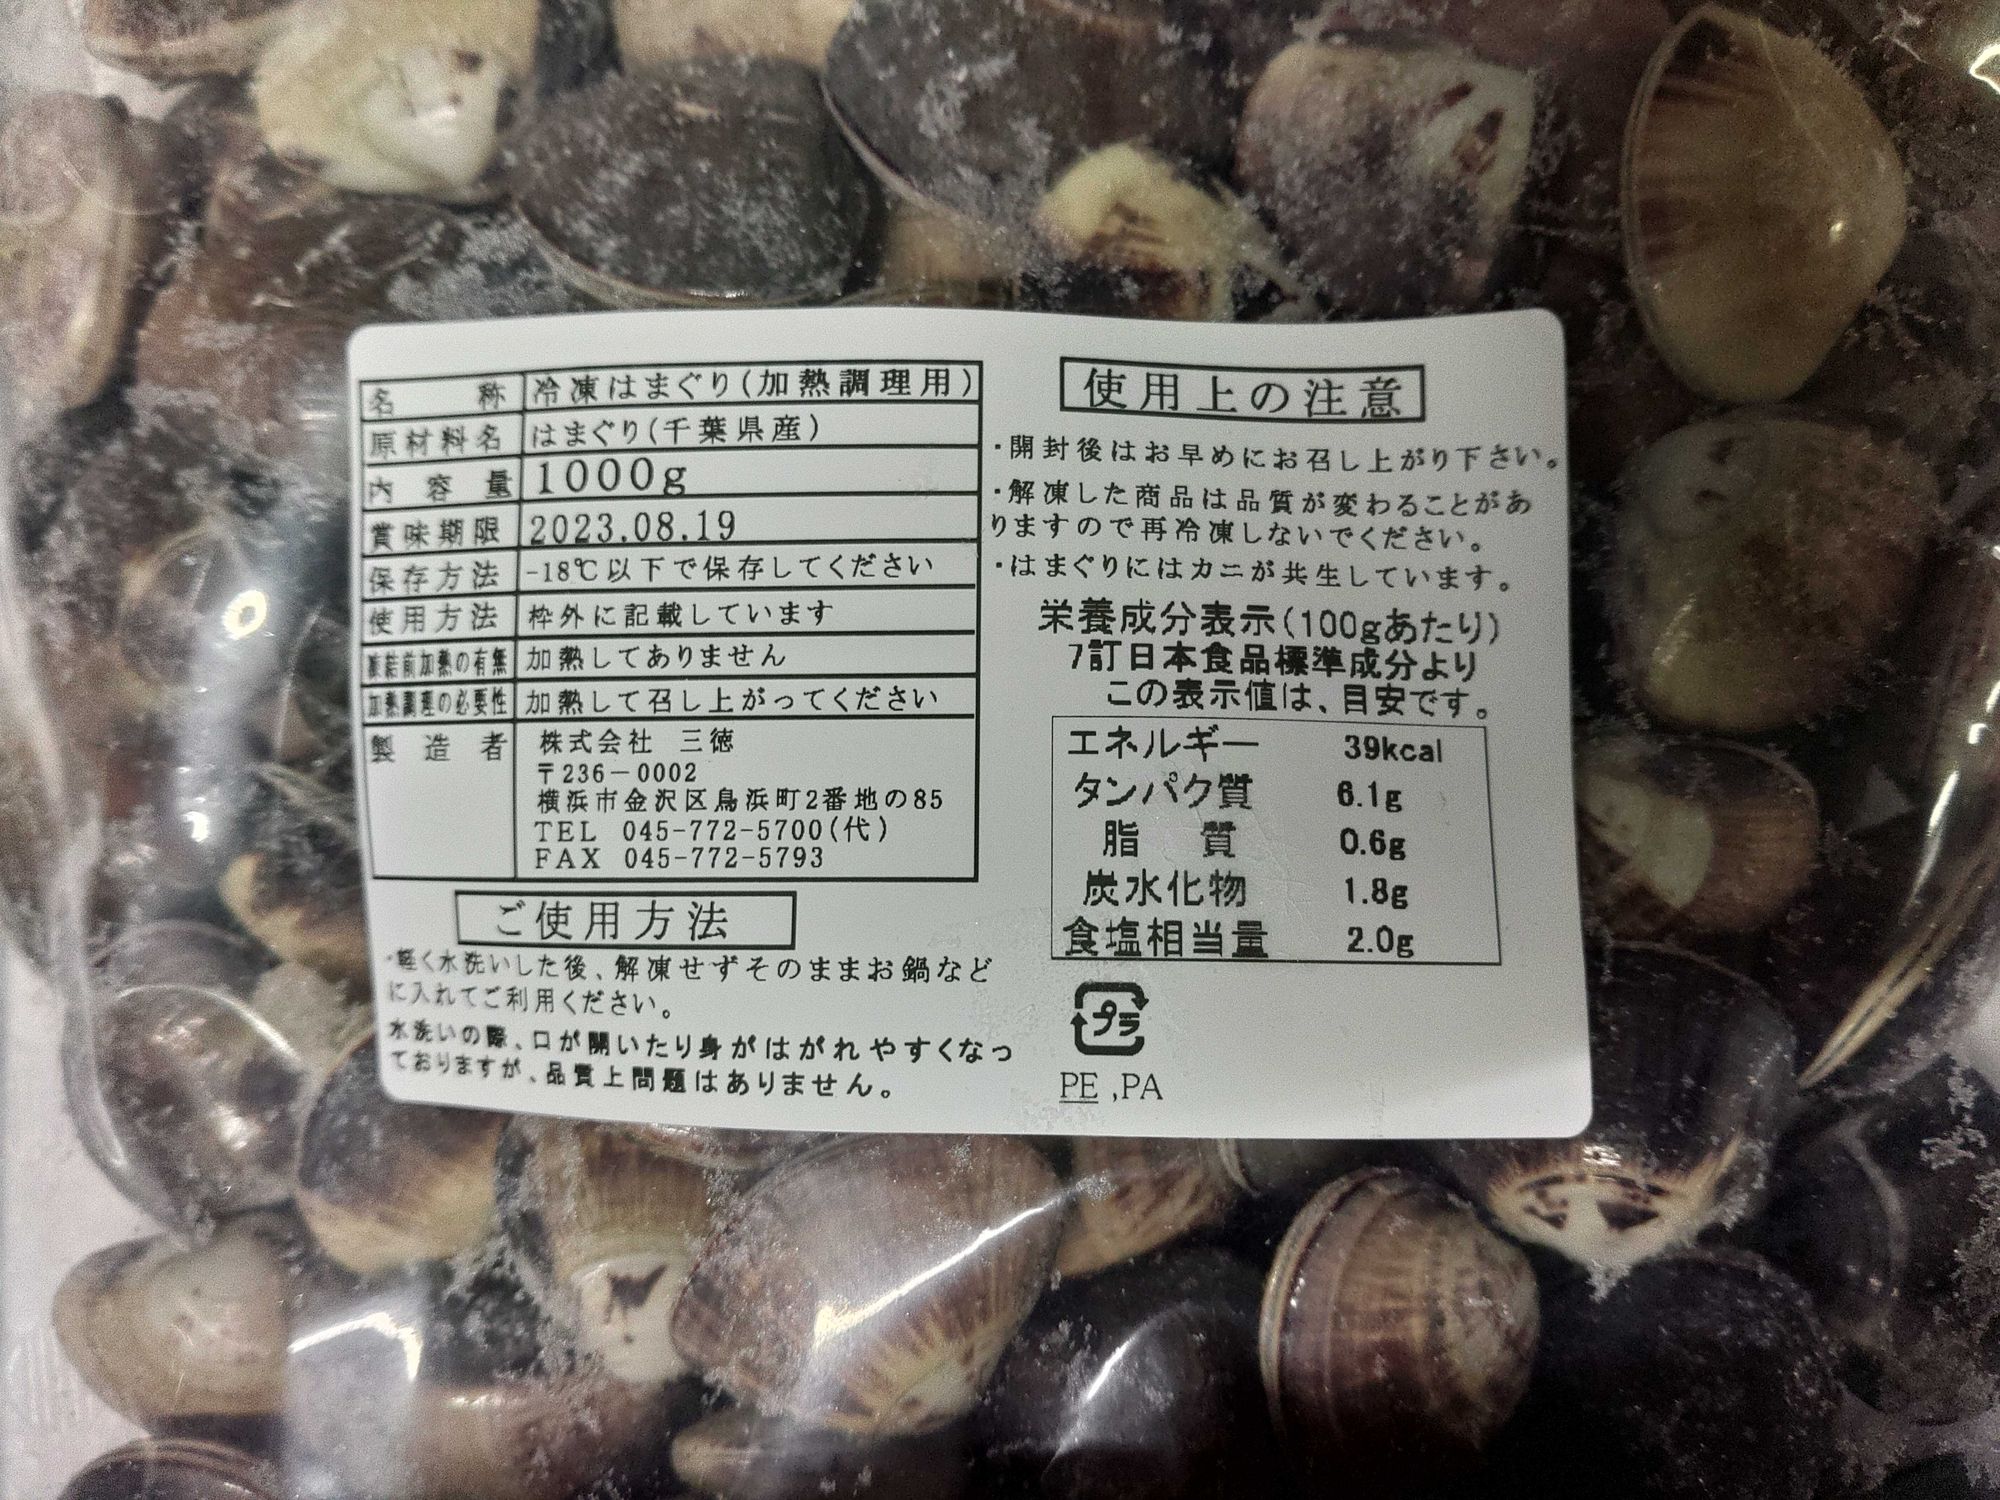 名称 冷凍はまぐり(加熱調理用)
原材料名 はまぐり(千葉県産)
内容量 1000g
賞味期限 2023.08.19
保存方法 -18℃以下で保存してください
使用方法 枠外に記載しています
凍結前加熱の有無 加熱してありません
加熱調理の必要性 加熱して召し上がってください
製造者 株式会社 三徳
〒236－0002
横浜市金沢区鳥浜町2番地の85
TEL 045-772-5700(代)
FAX 045-772-5793
ご使用方法
・軽く水洗いした後、解凍せずそのままお鍋など
に入れてご利用ください。
水洗いの際、口が開いたり身がはがれやすくなっ
ておりますが、品質上問題はありません。
使用上の注意
・開封後はお早めにお召し上がり下さい。
・解凍した商品は品質が変わることがあ
りますので再冷凍しないでください。
・はまぐりにはカニが共生しています。
栄養成分表示(100gあたり)
7訂日本食品標準成分より
この表示値は、目安です。
エネルギー 39kcal
タンパク質 6.1g
脂質 0.6g
炭水化物 1.8g
食塩相当量 2.0g
プラ
PE ,PA